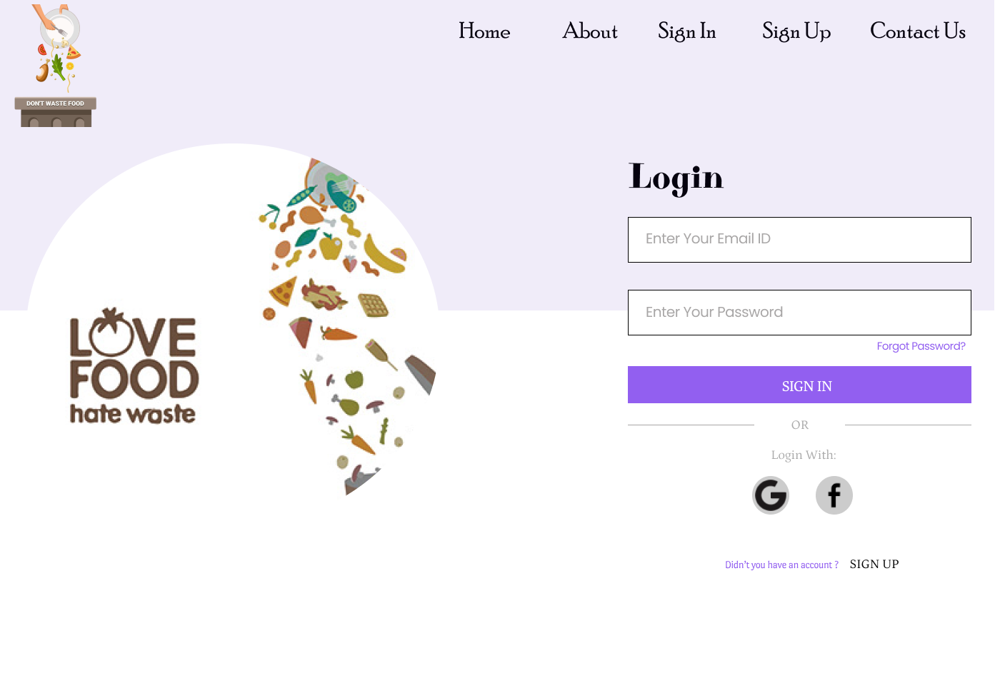 Home About Sign In Sign Up Contact Us
DON'T WASTE FOOD
Login
Enter Your Email ID
Enter Your Password
Forgot Password?
SIGN IN
OR
Login With:
G f
Didn't you have an account ? SIGN UP
LOVE
FOOD
hate waste